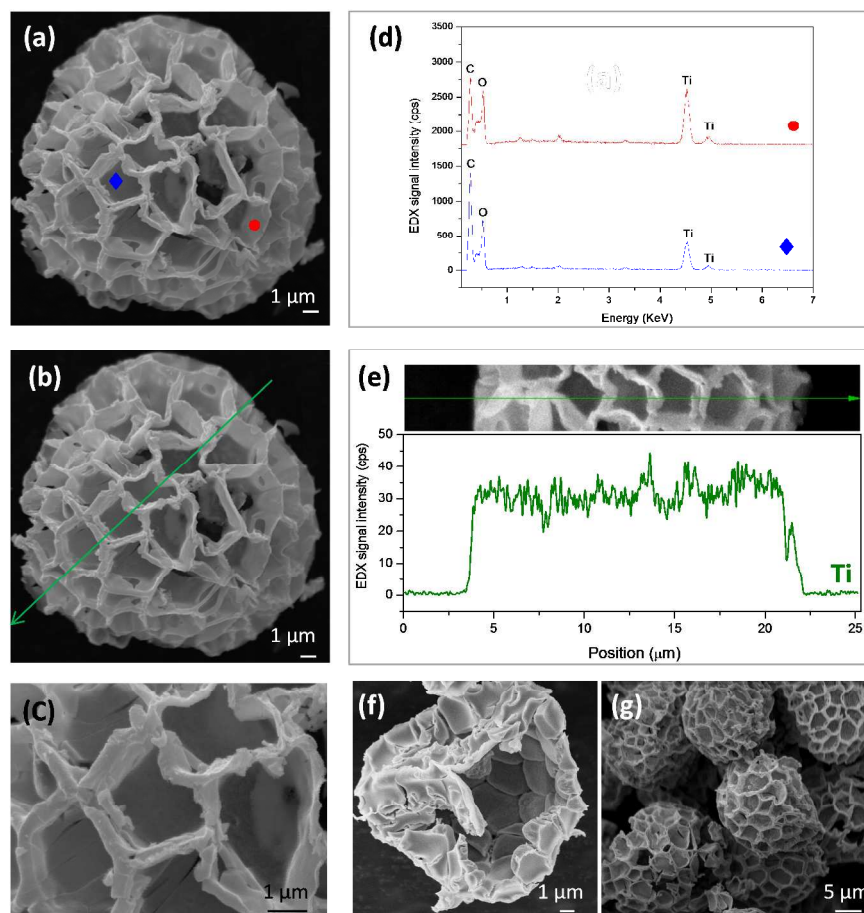 (a)
1 μm
(b)
1 μm
(C)
1 μm
(d)
EDX signal intensity (cps)
3500
3000
2500
2000
1500
1000
500
0
C
O
(a)
Ti
Ti
C
O
Ti
Ti
1 2 3 4 5 6 7
Energy (KeV)
(e)
EDX signal intensity (cps)
50
40
30
20
10
0
Ti
0 5 10 15 20 25
Position (μm)
(f)
1 μm
(g)
5 μm